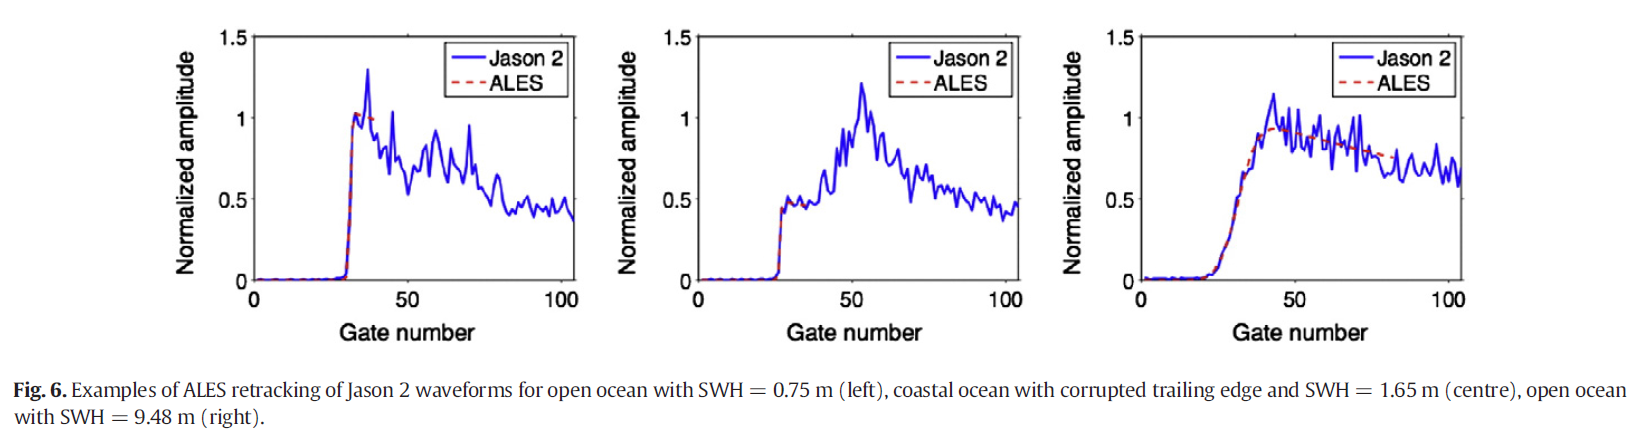 1.5
1
0.5
0
0
50
100
Normalized amplitude
Gate number
Jason 2
ALES
1.5
1
0.5
0
0
50
100
Normalized amplitude
Gate number
Jason 2
ALES
1.5
1
0.5
0
0
50
100
Normalized amplitude
Gate number
Jason 2
ALES
Fig. 6. Examples of ALES retracking of Jason 2 waveforms for open ocean with SWH = 0.75 m (left), coastal ocean with corrupted trailing edge and SWH = 1.65 m (centre), open ocean
with SWH = 9.48 m (right).